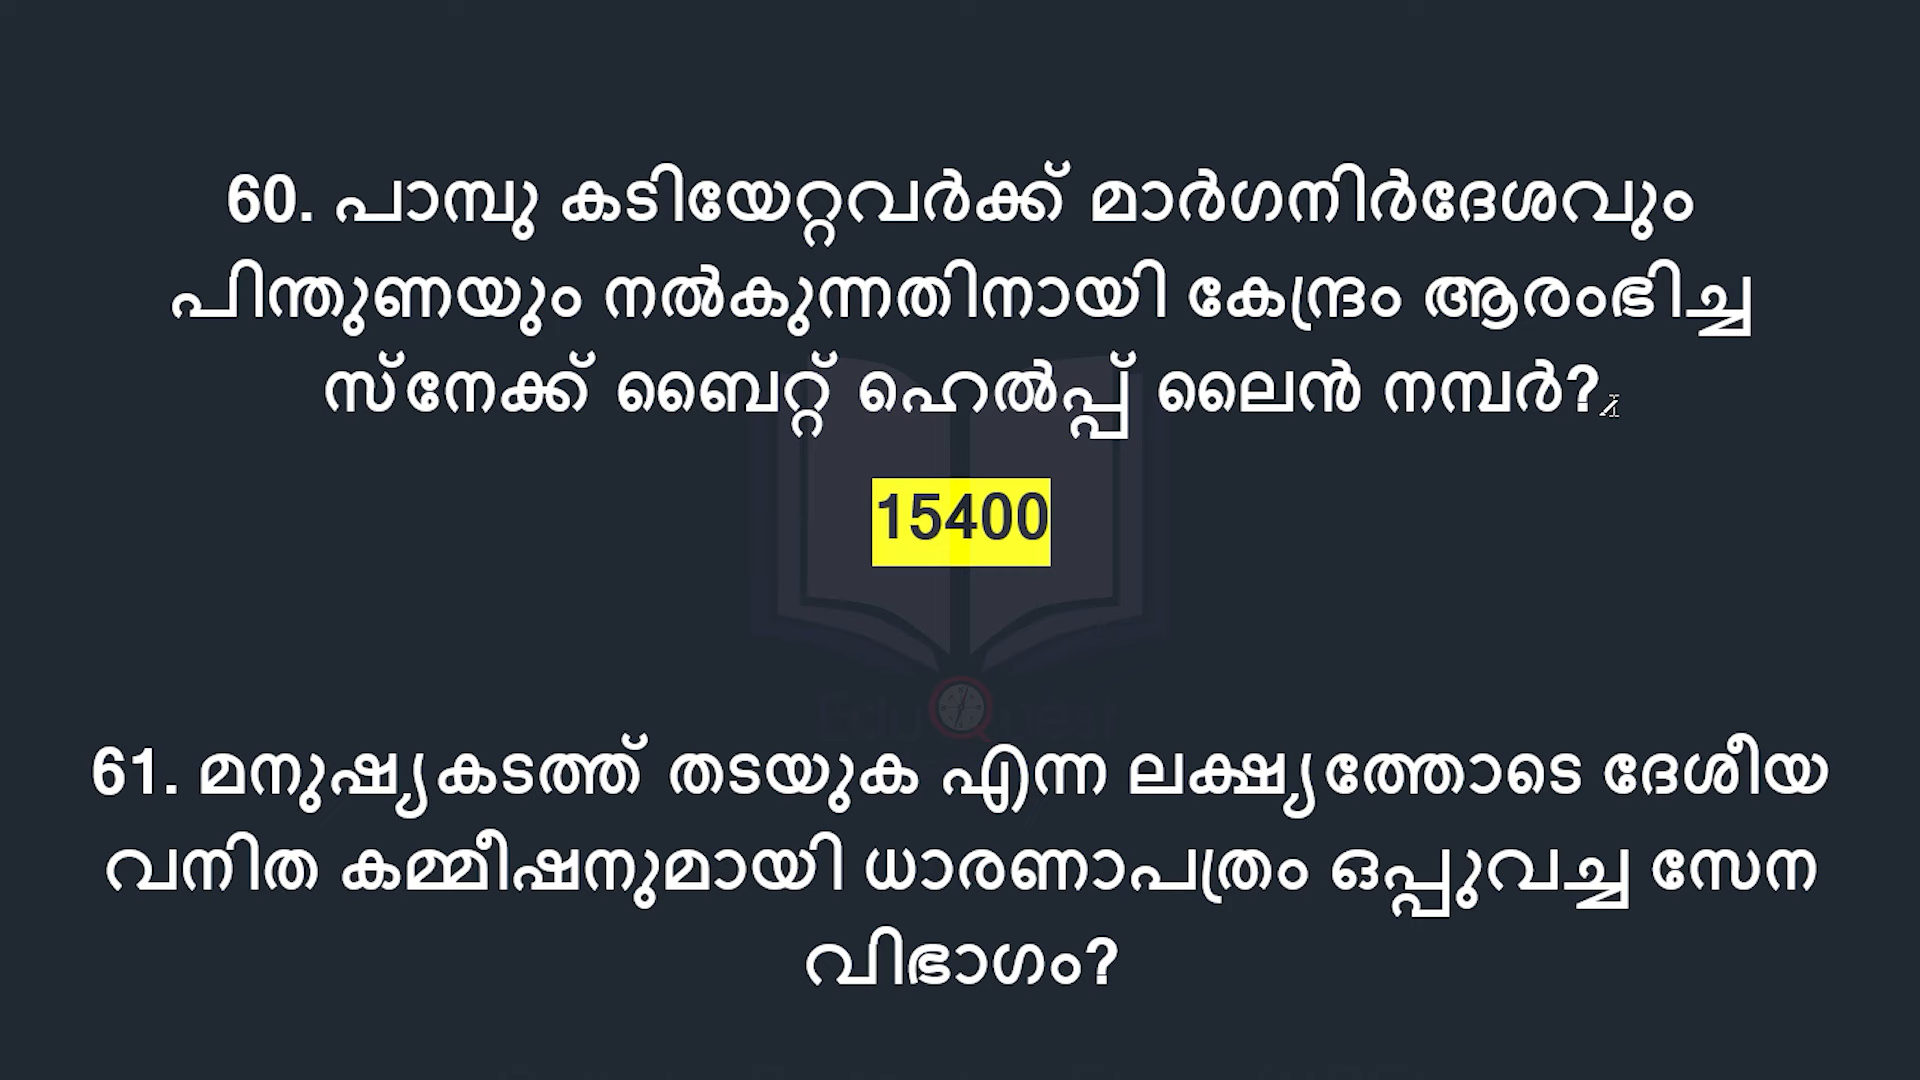 60. പാമ്പു കടിയേറ്റവർക്ക് മാർഗനിർദേശവും
പിന്തുണയും നൽകുന്നതിനായി കേന്ദ്രം ആരംഭിച്ച
സ്നേക്ക് ബൈറ്റ് ഹെൽപ്പ് ലൈൻ നമ്പർ?
15400
61. മനുഷ്യകടത്ത് തടയുക എന്ന ലക്ഷ്യത്തോടെ ദേശീയ
വനിത കമ്മീഷനുമായി ധാരണാപത്രം ഒപ്പുവച്ച സേന
വിഭാഗം?